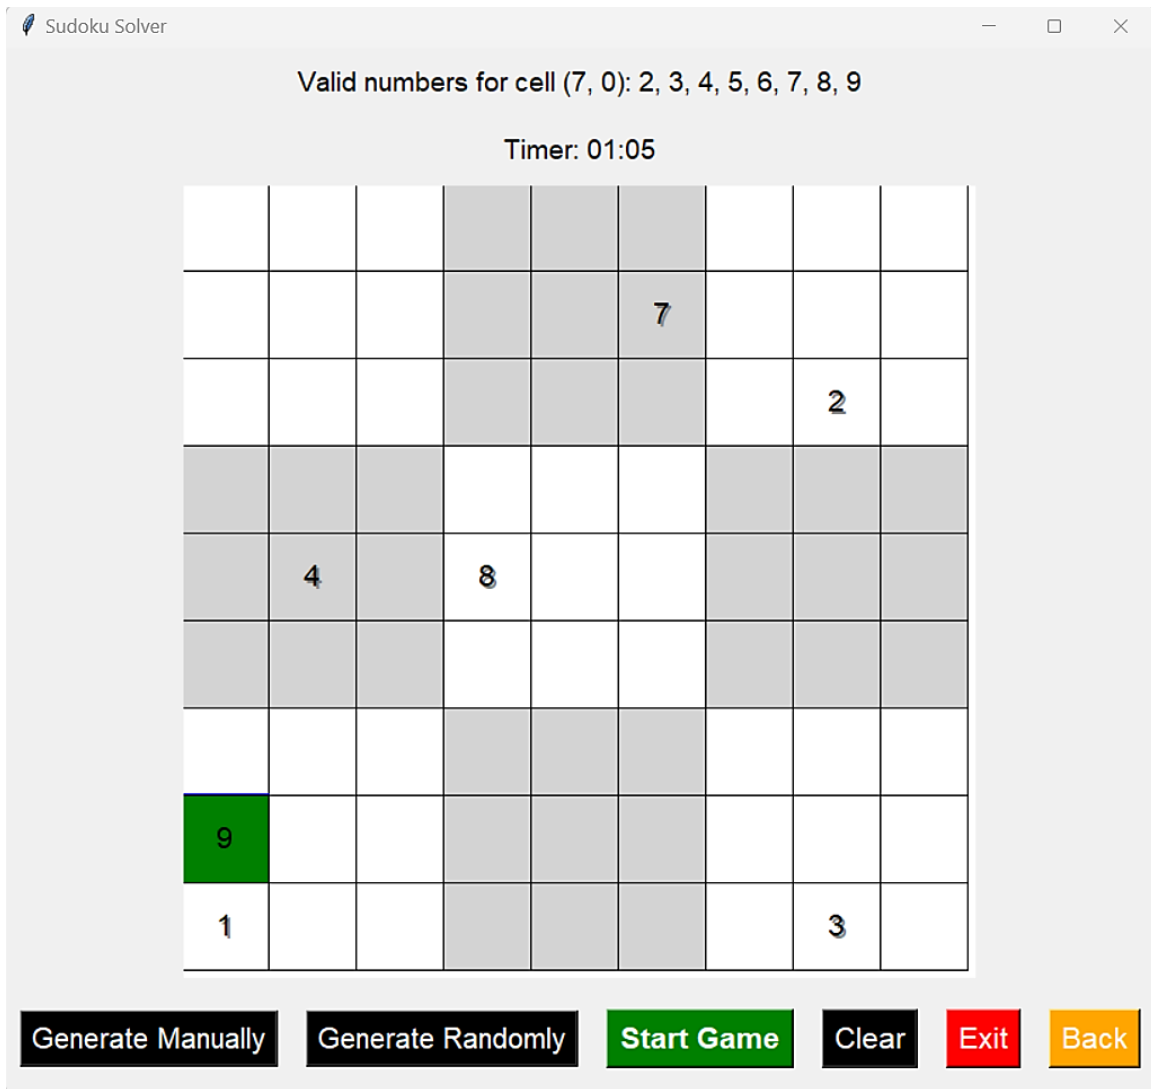 Sudoku Solver
Valid numbers for cell (7, 0): 2, 3, 4, 5, 6, 7, 8, 9
Timer: 01:05
7
2
4 8
9
1 3
Generate Manually Generate Randomly Start Game Clear Exit Back